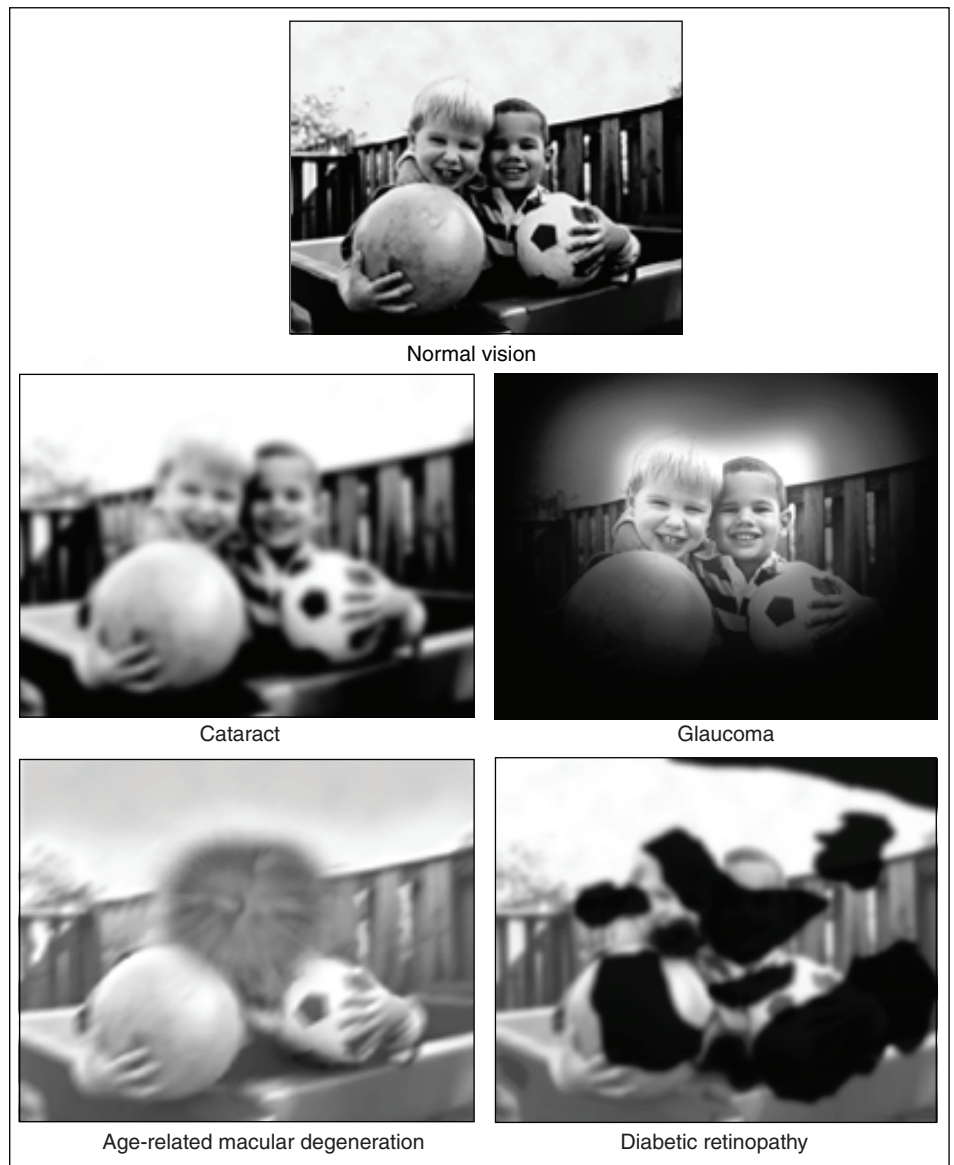 Normal vision
Cataract
Glaucoma
Age-related macular degeneration
Diabetic retinopathy